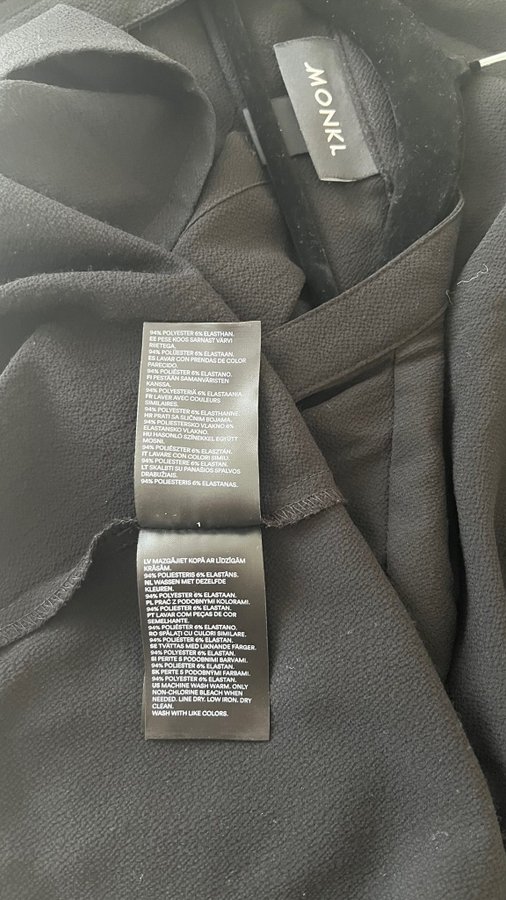 MONKI
94% POLYESTER 6% ELASTHAN.
EE PESE KOOS SARNAST VÄRVI
RIIETEGA.
94% POLÜESTER 6% ELASTAAN.
ES LAVAR CON PRENDAS DE COLOR
PARECIDO.
94% POLIÉSTER 6% ELASTANO.
FI PESTÄÄN SAMANVÄRISTEN
KANSSA.
94% POLYESTERIÄ 6% ELASTAANIA.
FR LAVER AVEC COULEURS
SIMILAIRES.
94% POLYESTER 6% ELASTHANNE
HR PRATI SA SLIČNIM BOJAMA.
94% POLIESTERSKO VLAKNO 6%
ELASTANSKO VLAKNO.
HU HASONLÓ SZÍNEKKEL EGYÜTT
MOSNI.
94% POLIÉSZTER 6% ELASZTÁN.
IT LAVARE CON COLORI SIMILI.
94% POLIESTERE 6% ELASTAN.
LT SKALBTI SU PANAŠIOS SPALVOS
DRABUŽIAIS.
94% POLIESTERIS 6% ELASTANAS.
1
LV MAZGĀJIET KOPĀ AR LĪDZĪGĀM
KRĀSĀM.
94% POLIESTERIS 6% ELASTĀNS.
NL WASSEN MET DEZELFDE
KLEUREN.
94% POLYESTER 6% ELASTAAN.
PL PRAĆ Z PODOBNYMI KOLORAMI.
94% POLIESTER 6% ELASTAN.
PT LAVAR COM PEÇAS DE COR
SEMELHANTE.
94% POLIÉSTER 6% ELASTANO.
RO SPĂLAȚI CU CULORI SIMILARE.
94% POLIESTER 6% ELASTAN.
SE TVÄTTAS MED LIKNANDE FÄRGER.
94% POLYESTER 6% ELASTAN.
SI PERITE S PODOBNIMI BARVAMI.
94% POLIESTER 6% ELASTAN.
SK PERTE S PODOBNÝMI FARBAMI.
94% POLYESTER 6% ELASTAN.
US MACHINE WASH WARM. ONLY
NON-CHLORINE BLEACH WHEN
NEEDED. LINE DRY. LOW IRON. DRY
CLEAN.
WASH WITH LIKE COLORS.